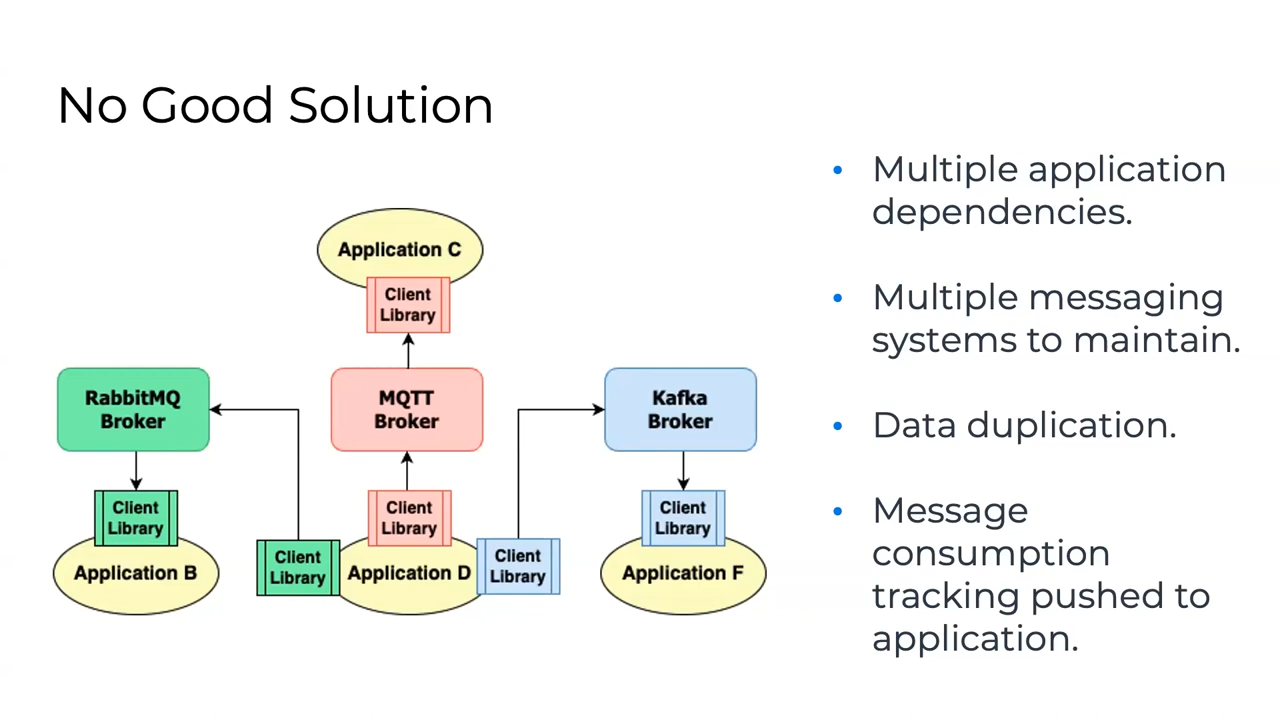 No Good Solution
Application C
Client
Library
RabbitMQ
Broker
MQTT
Broker
Kafka
Broker
Client
Library
Application B
Client
Library
Client
Library
Application D
Client
Library
Client
Library
Application F
• Multiple application
dependencies.
• Multiple messaging
systems to maintain.
• Data duplication.
• Message
consumption
tracking pushed to
application.